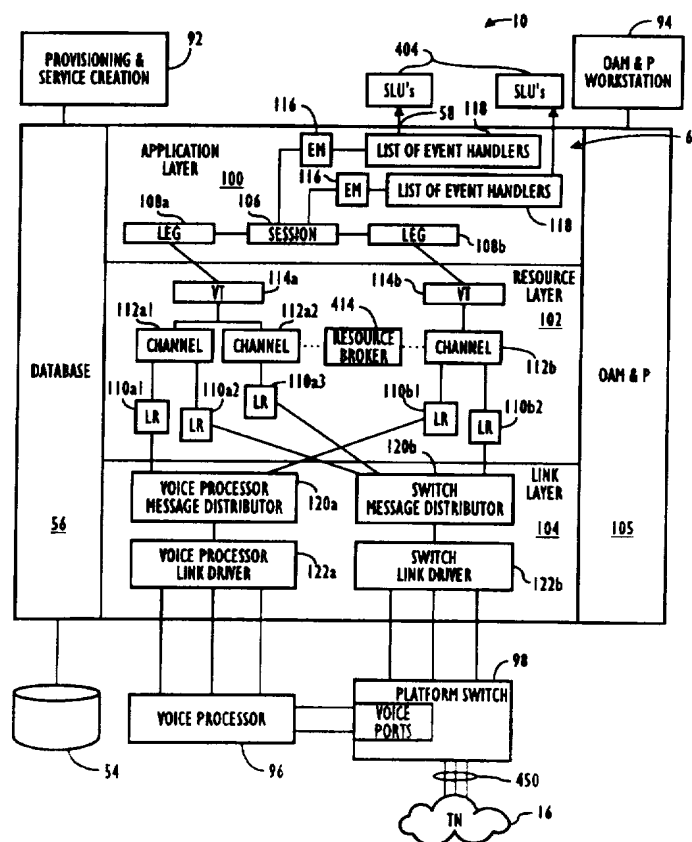 10
92
PROVISIONING &
SERVICE CREATION
404
94
OAM & P
WORKSTATION
SLU's
SLU's
116
58
118
6
EM
LIST OF EVENT HANDLERS
APPLICATION
LAYER
100
116
EM
LIST OF EVENT HANDLERS
108a
106
118
LEG
SESSION
LEG
108b
114a
114b
RESOURCE
LAYER
VT
VT
112a1
112a2
414
102
CHANNEL
CHANNEL
RESOURCE
BROKER
CHANNEL
112b
DATABASE
OAM & P
110a1
110a2
110a3
110b1
110b2
LR
LR
LR
LR
LR
120b
LINK
LAYER
VOICE PROCESSOR
MESSAGE DISTRIBUTOR
120a
SWITCH
MESSAGE DISTRIBUTOR
56
104
105
VOICE PROCESSOR
LINK DRIVER
122a
SWITCH
LINK DRIVER
122b
98
PLATFORM SWITCH
VOICE PROCESSOR
VOICE
PORTS
54
96
450
TN
16